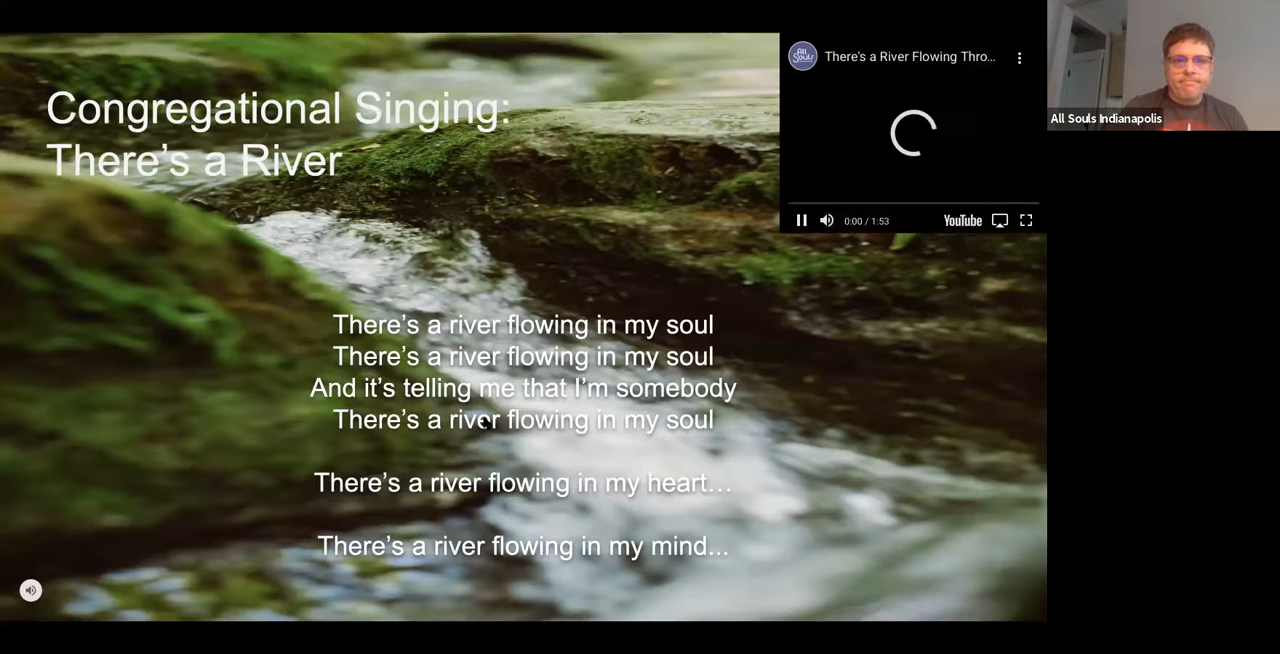 Congregational Singing:
There's a River
All Souls
There's a River Flowing Thro...
0:00 / 1:53
YouTube
All Souls Indianapolis
There's a river flowing in my soul
There's a river flowing in my soul
And it's telling me that I'm somebody
There's a river flowing in my soul
There's a river flowing in my heart...
There's a river flowing in my mind...